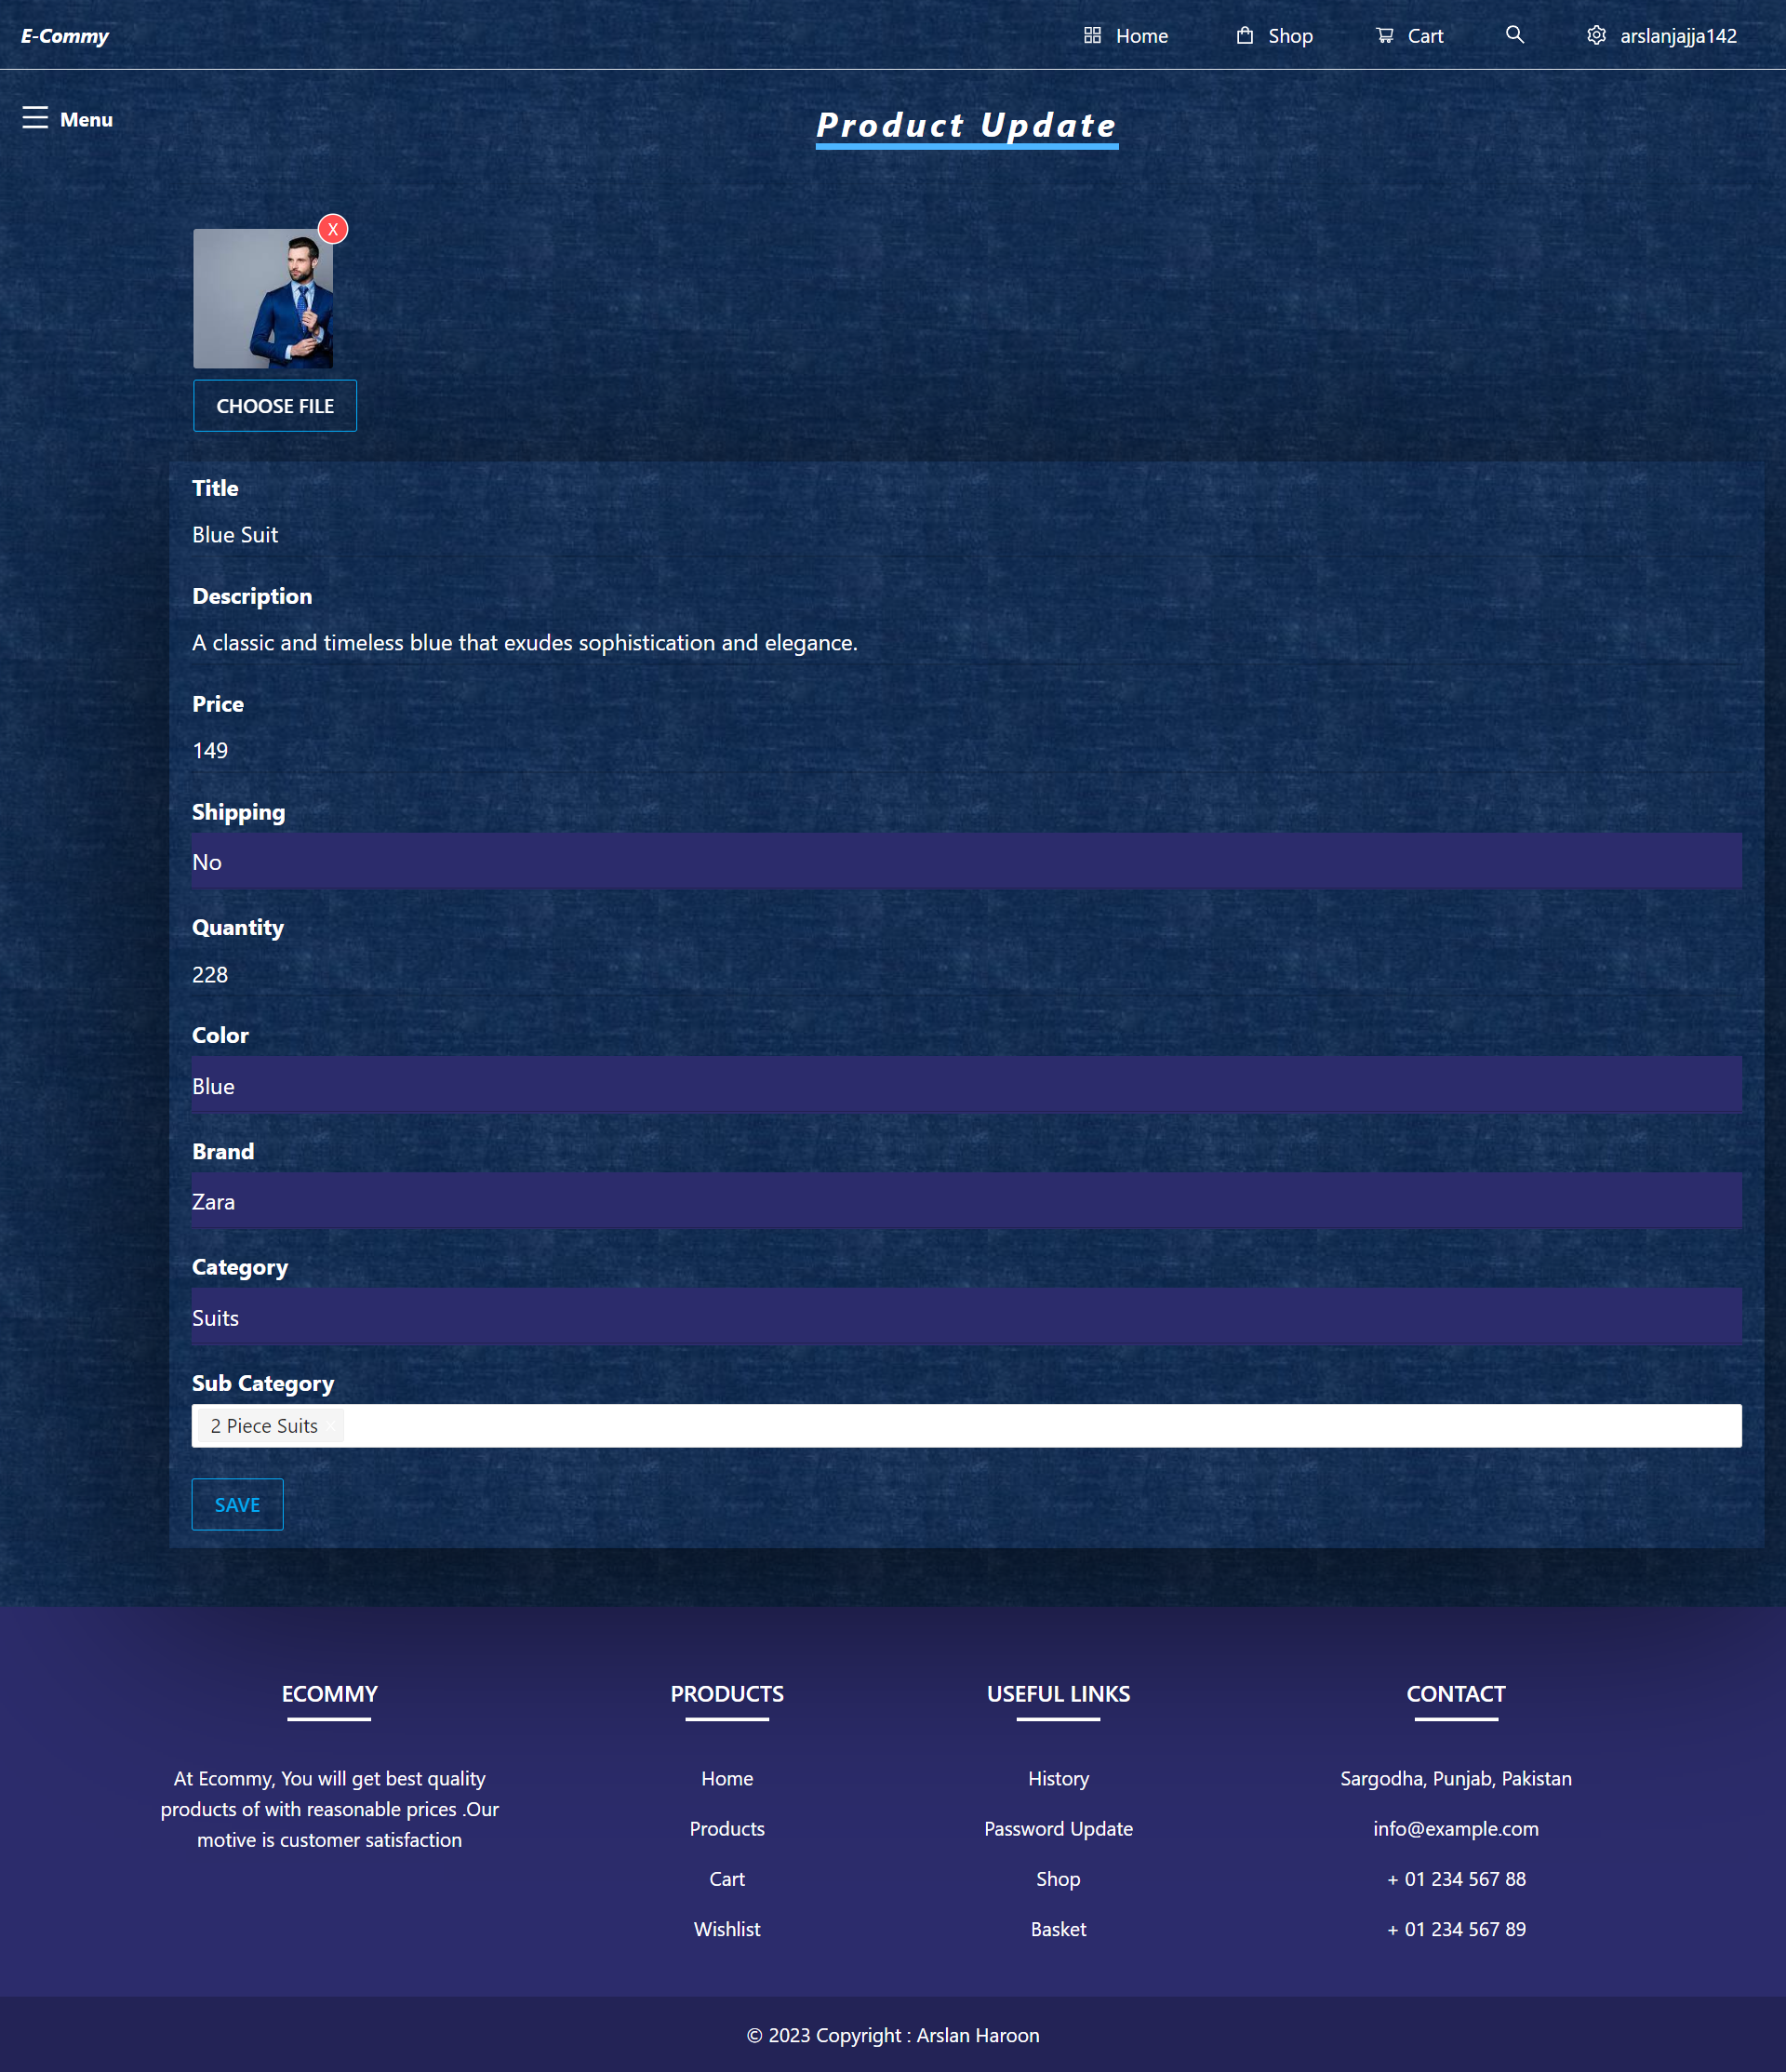 E-Commy
Home
Shop
Cart
arslanjajja142
Menu
Product Update
X
CHOOSE FILE
Title
Blue Suit
Description
A classic and timeless blue that exudes sophistication and elegance.
Price
149
Shipping
No
Quantity
228
Color
Blue
Brand
Zara
Category
Suits
Sub Category
2 Piece Suits
SAVE
ECOMMY
At Ecommy, You will get best quality
products of with reasonable prices .Our
motive is customer satisfaction
PRODUCTS
Home
Products
Cart
Wishlist
USEFUL LINKS
History
Password Update
Shop
Basket
CONTACT
Sargodha, Punjab, Pakistan
info@example.com
+ 01 234 567 88
+ 01 234 567 89
© 2023 Copyright : Arslan Haroon